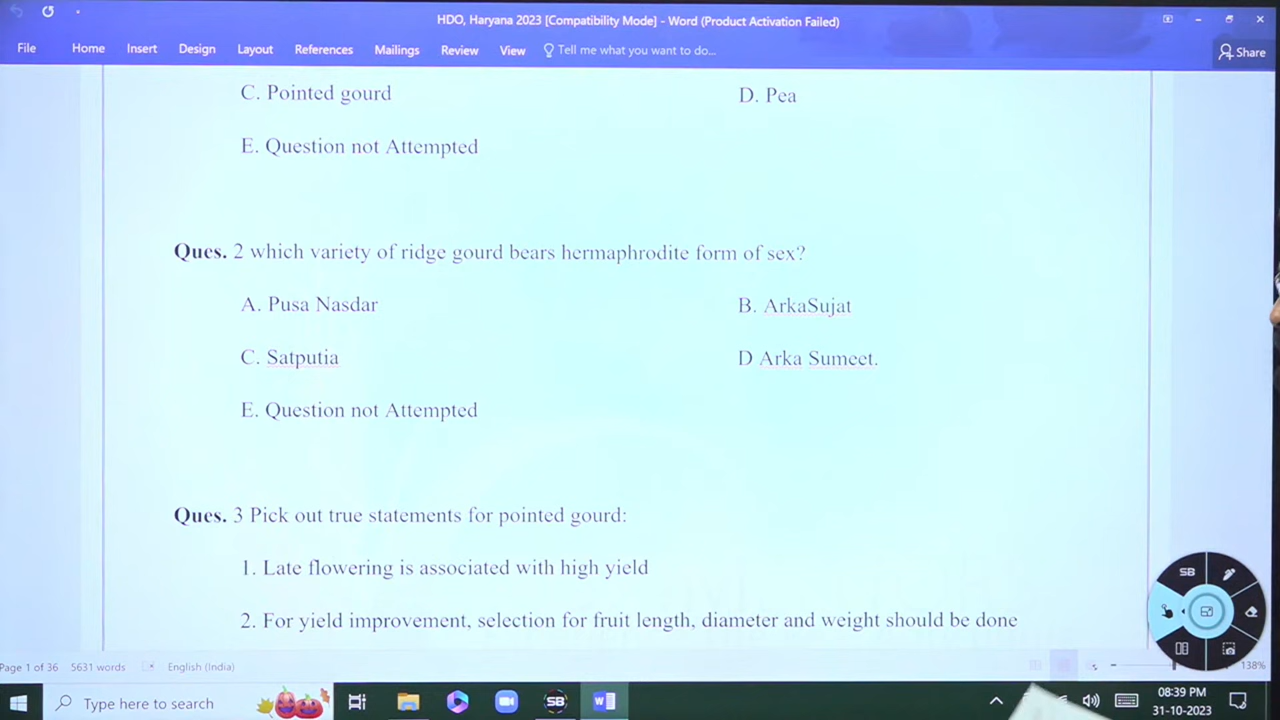 HDO, Haryana 2023 [Compatibility Mode] - Word (Product Activation Failed)
File Home Insert Design Layout References Mailings Review View Tell me what you want to do... Share
C. Pointed gourd D. Pea
E. Question not Attempted
Ques. 2 which variety of ridge gourd bears hermaphrodite form of sex?
A. Pusa Nasdar B. ArkaSujat
C. Satputia D Arka Sumeet.
E. Question not Attempted
Ques. 3 Pick out true statements for pointed gourd:
1. Late flowering is associated with high yield
2. For yield improvement, selection for fruit length, diameter and weight should be done
SB
Page 1 of 36 5631 words English (India) 138%
Type here to search SB W 08:39 PM
31-10-2023